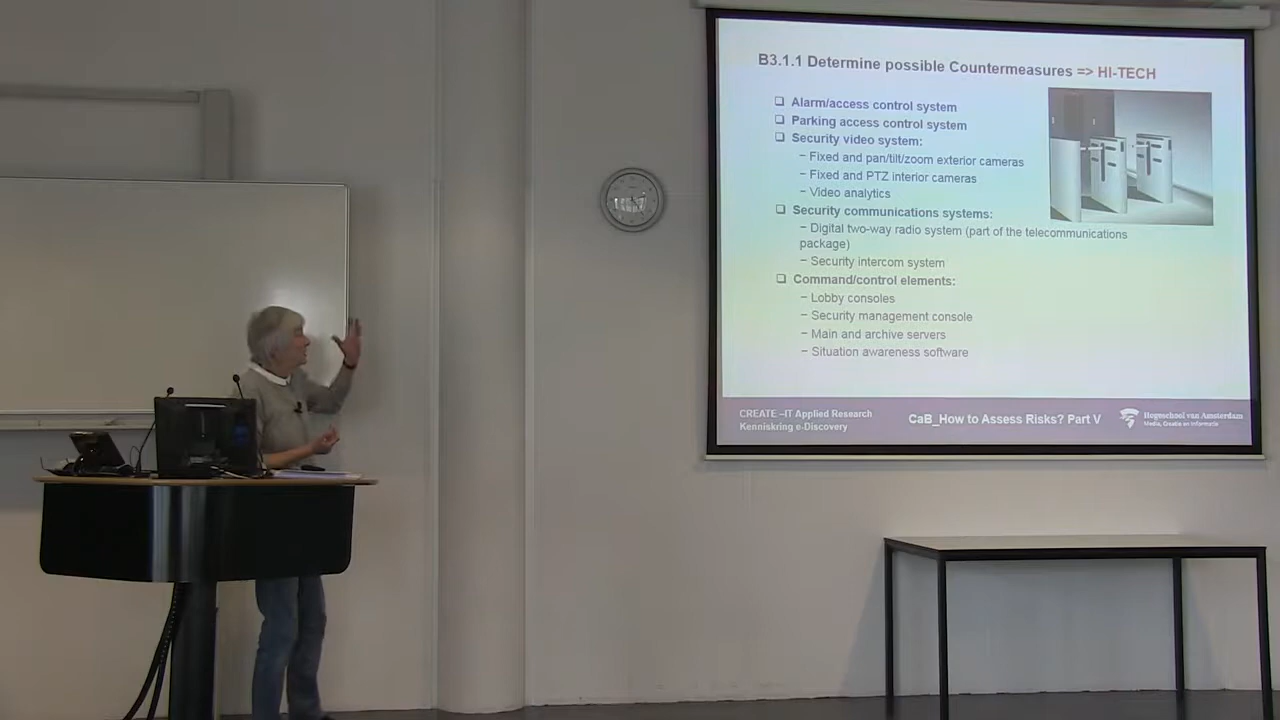 B3.1.1 Determine possible Countermeasures => HI-TECH
❑ Alarm/access control system
❑ Parking access control system
❑ Security video system:
− Fixed and pan/tilt/zoom exterior cameras
− Fixed and PTZ interior cameras
− Video analytics
❑ Security communications systems:
− Digital two-way radio system (part of the telecommunications
package)
− Security intercom system
❑ Command/control elements:
− Lobby consoles
− Security management console
− Main and archive servers
− Situation awareness software
CREATE –IT Applied Research
Kenniskring e-Discovery
CaB_How to Assess Risks? Part V
Hogeschool van Amsterdam
Media, Creatie en Informatie